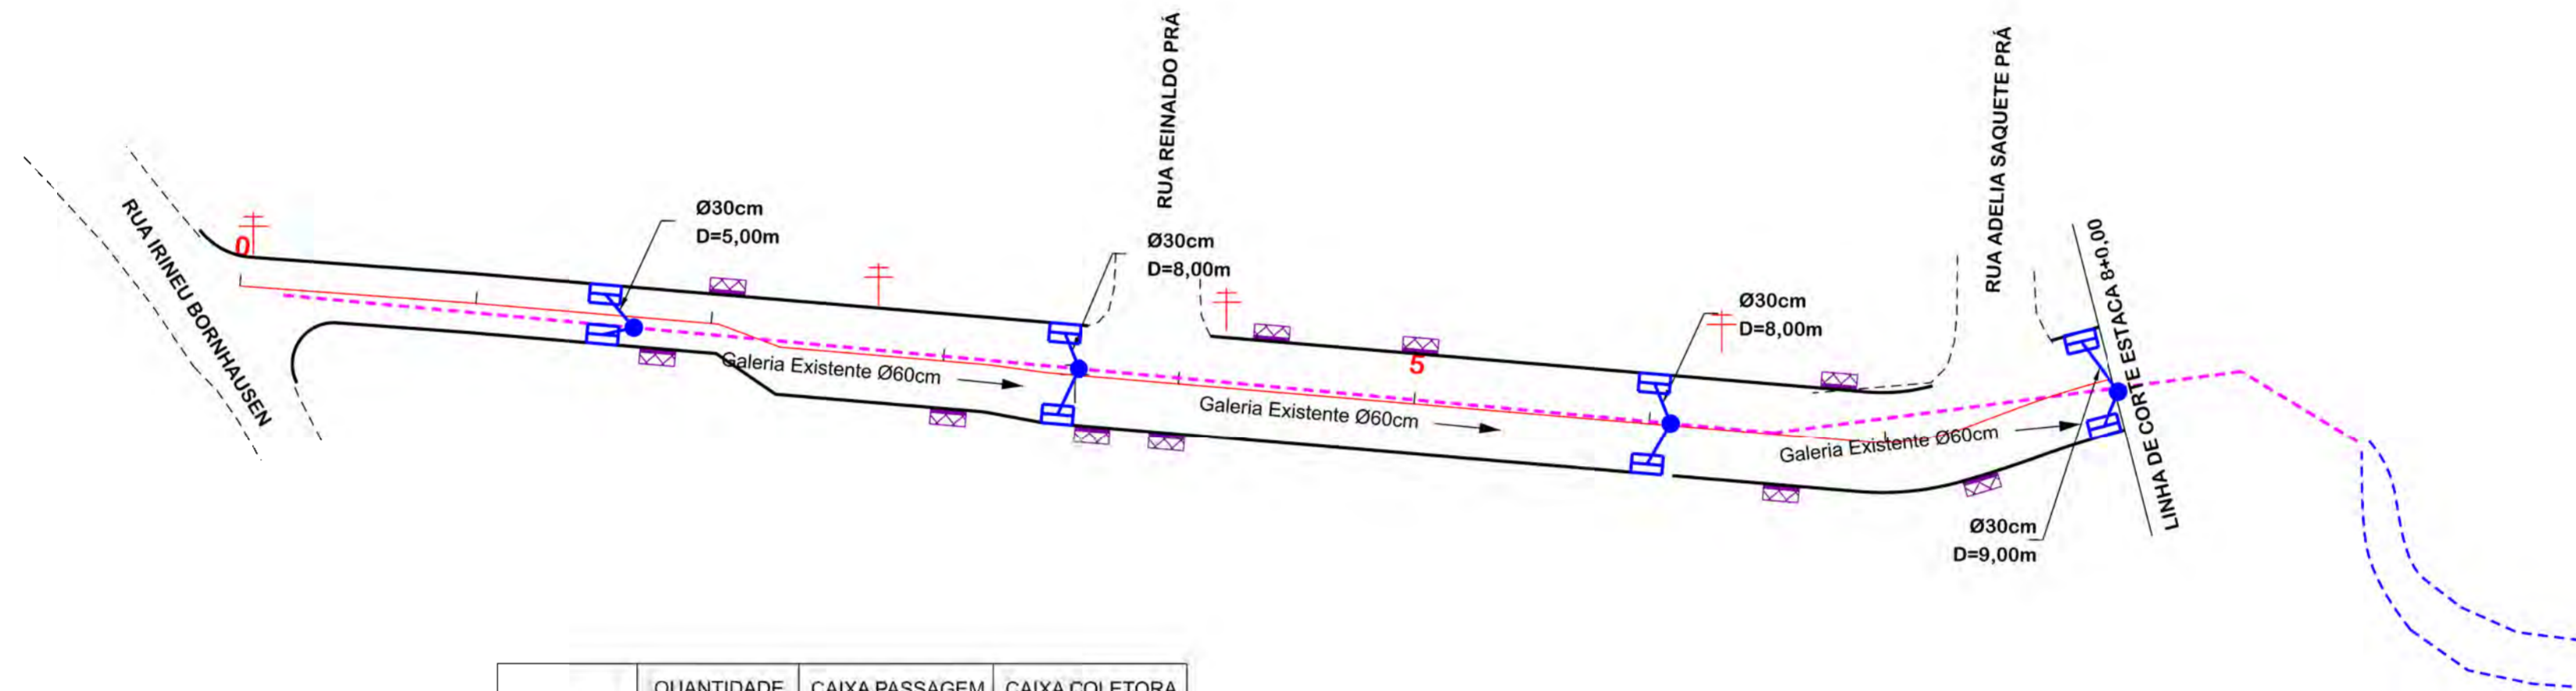 RUA IRINEU BORNHAUSEN
0
Ø30cm
D=5,00m
RUA REINALDO PRÁ
Ø30cm
D=8,00m
Galeria Existente Ø60cm
5
Galeria Existente Ø60cm
Ø30cm
D=8,00m
RUA ADELIA SAQUETE PRÁ
Galeria Existente Ø60cm
LINHA DE CORTE ESTACA 8+0,00
Ø30cm
D=9,00m
QUANTIDADE
CAIXA PASSAGEM
CAIXA COLETORA